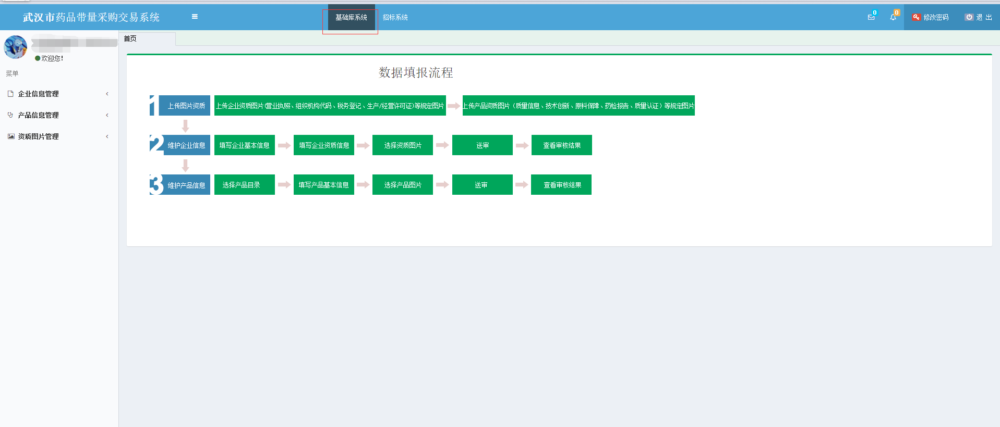 武汉市药品带量采购交易系统
基础库系统
招标系统
0
0
修改密码
退 出
首页
欢迎您!
菜单
企业信息管理
产品信息管理
资质图片管理
数据填报流程
1 上传图片资质
上传企业资质图片(营业执照、组织机构代码、税务登记、生产/经营许可证)等规定图片
上传产品资质图片（质量信息、技术创新、原料保障、药检报告、质量认证）等规定图片
2 维护企业信息
填写企业基本信息
填写企业资质信息
选择资质图片
送审
查看审核结果
3 维护产品信息
选择产品目录
填写产品基本信息
选择产品图片
送审
查看审核结果